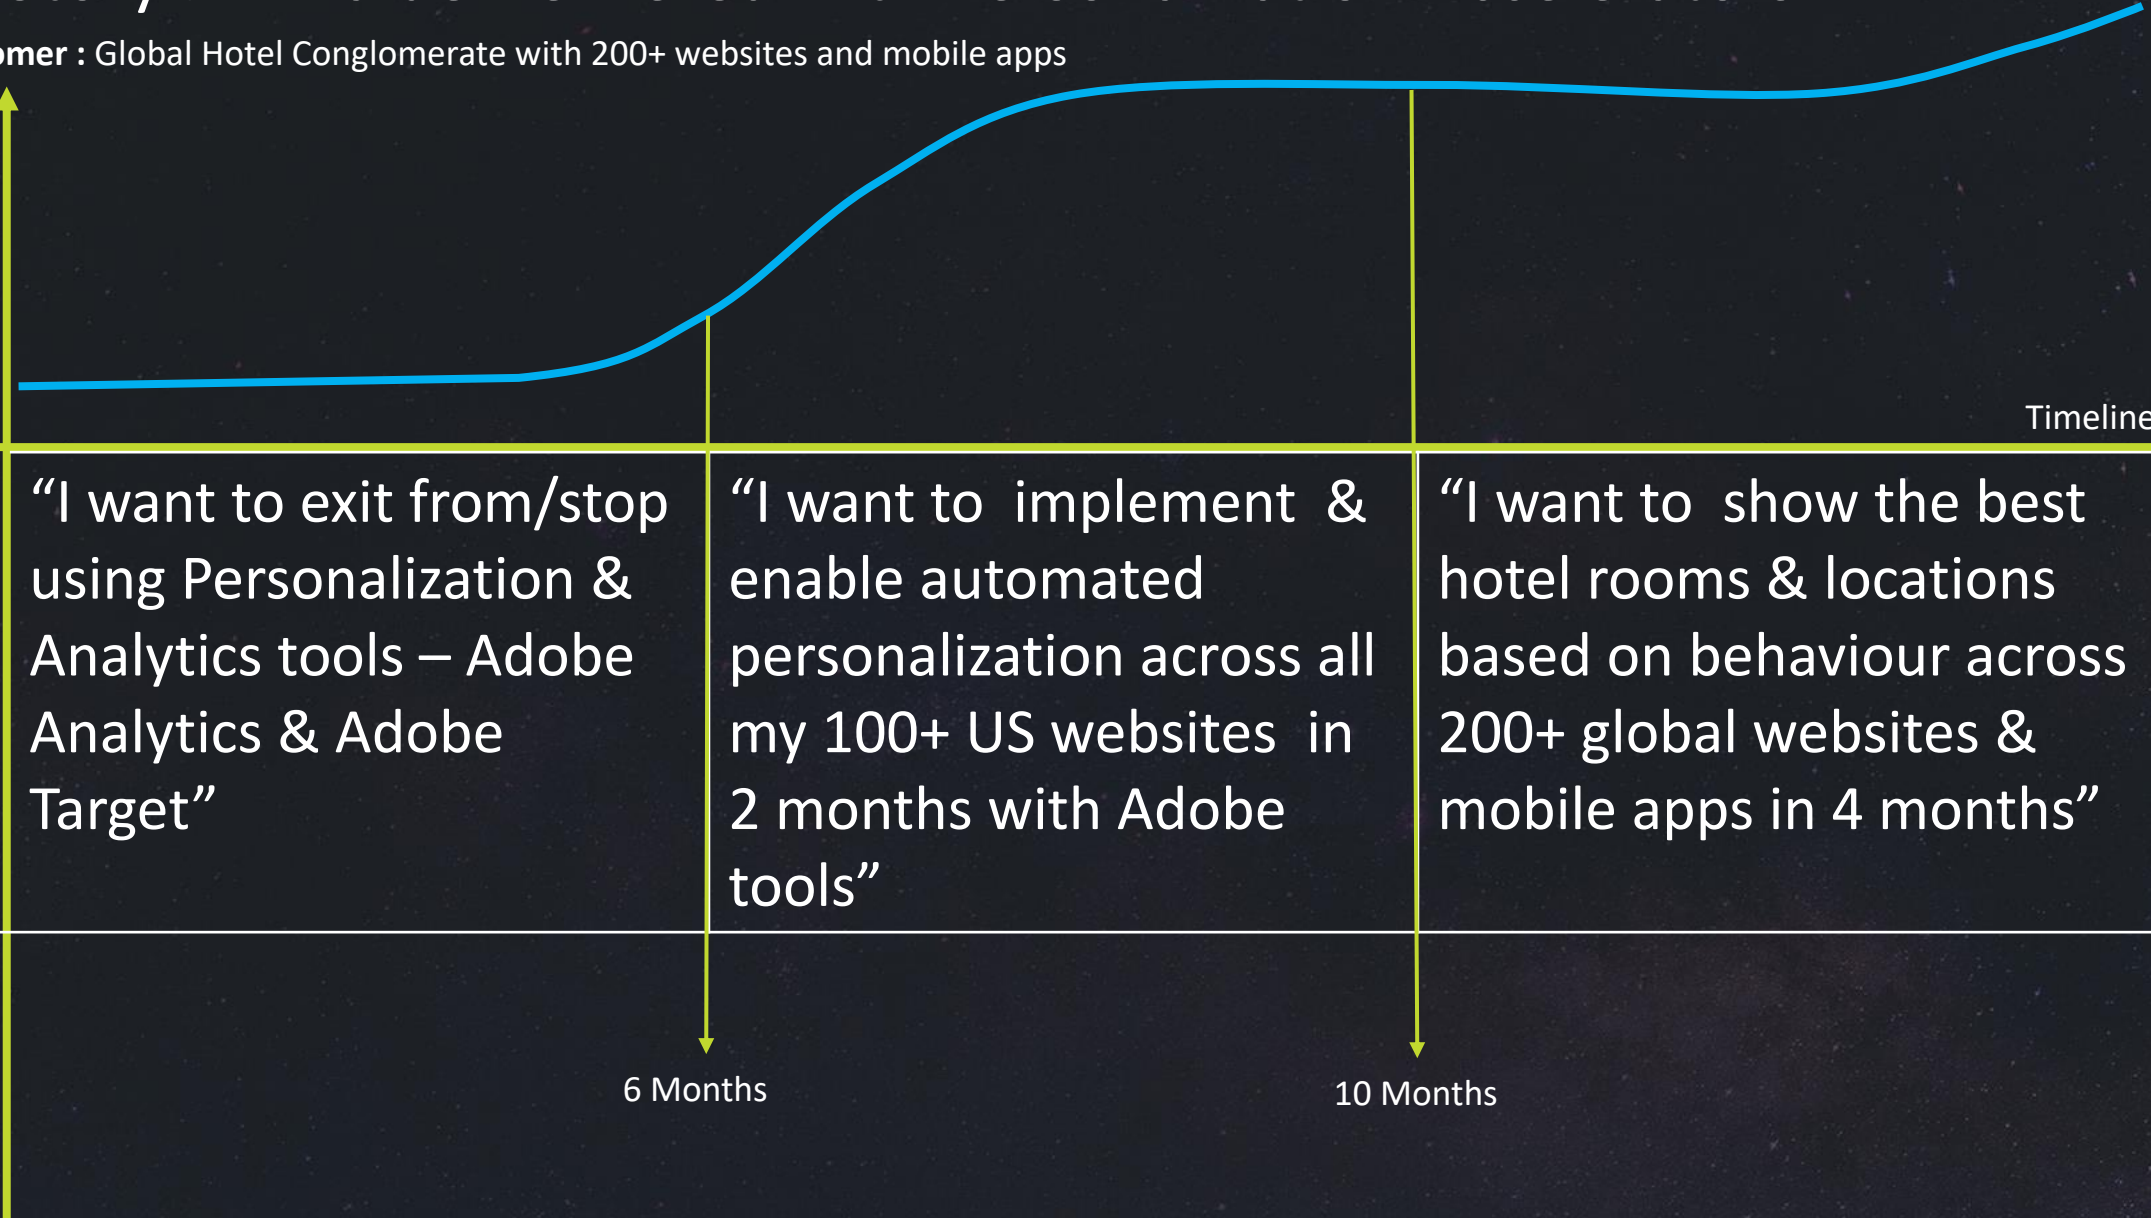 omer : Global Hotel Conglomerate with 200+ websites and mobile apps
Timeline
“I want to exit from/stop
using Personalization &
Analytics tools – Adobe
Analytics & Adobe
Target”
“I want to  implement  &
enable automated
personalization across all
my 100+ US websites  in
2 months with Adobe
tools”
“I want to  show the best
hotel rooms & locations
based on behaviour across
200+ global websites &
mobile apps in 4 months”
6 Months
10 Months